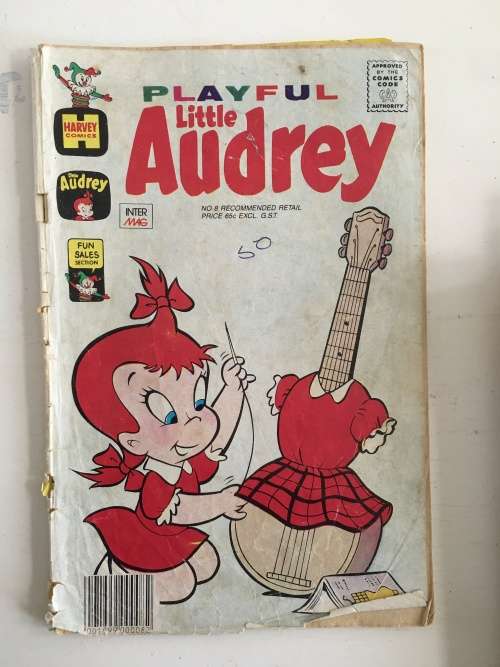 APPROVED
BY THE
COMICS
CODE
AUTHORITY
PLAYFUL
Little
Audrey
HARVEY
COMICS
Little
Audrey
INTER
MAG
NO 8 RECOMMENDED RETAIL
PRICE 65c EXCL. G.S.T.
FUN
SALES
SECTION
50